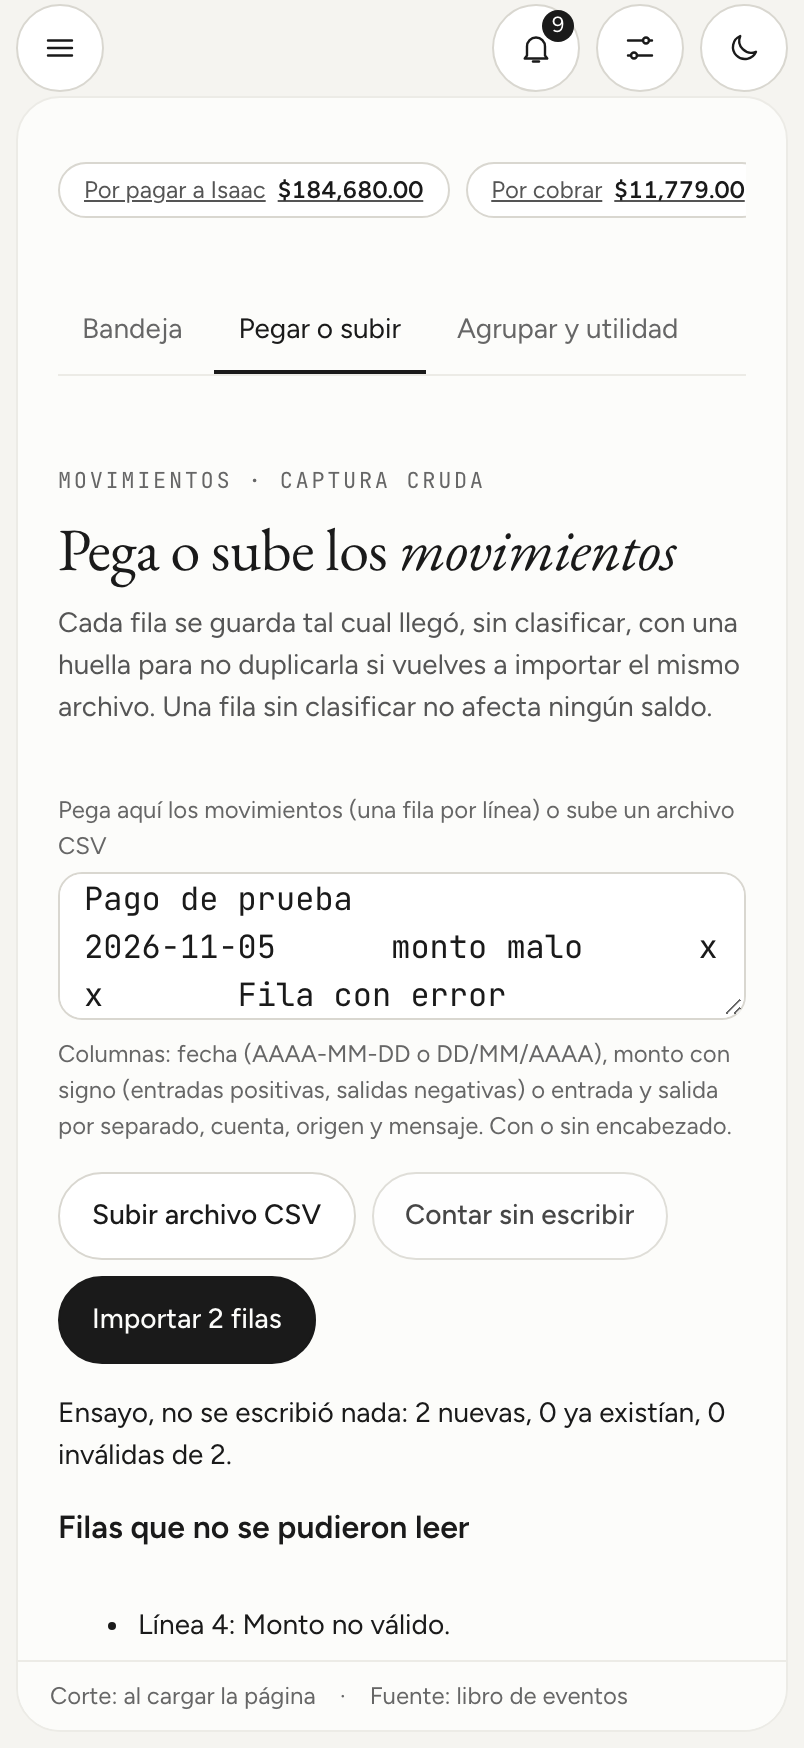 9
Por pagar a Isaac $184,680.00 Por cobrar $11,779.00
Bandeja Pegar o subir Agrupar y utilidad
MOVIMIENTOS · CAPTURA CRUDA
Pega o sube los movimientos
Cada fila se guarda tal cual llegó, sin clasificar, con una
huella para no duplicarla si vuelves a importar el mismo
archivo. Una fila sin clasificar no afecta ningún saldo.
Pega aquí los movimientos (una fila por línea) o sube un archivo
CSV
Pago de prueba
2026-11-05 monto malo x
x Fila con error
Columnas: fecha (AAAA-MM-DD o DD/MM/AAAA), monto con
signo (entradas positivas, salidas negativas) o entrada y salida
por separado, cuenta, origen y mensaje. Con o sin encabezado.
Subir archivo CSV Contar sin escribir
Importar 2 filas
Ensayo, no se escribió nada: 2 nuevas, 0 ya existían, 0
inválidas de 2.
Filas que no se pudieron leer
• Línea 4: Monto no válido.
Corte: al cargar la página · Fuente: libro de eventos